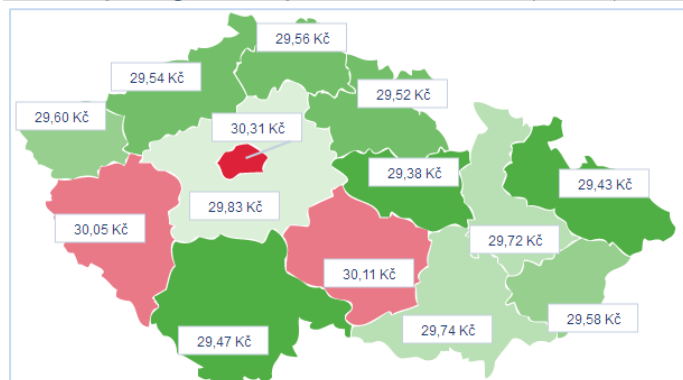 29,56 Kč
29,54 Kč
29,52 Kč
29,60 Kč
30,31 Kč
29,38 Kč
29,43 Kč
29,83 Kč
30,05 Kč
29,72 Kč
30,11 Kč
29,58 Kč
29,74 Kč
29,47 Kč